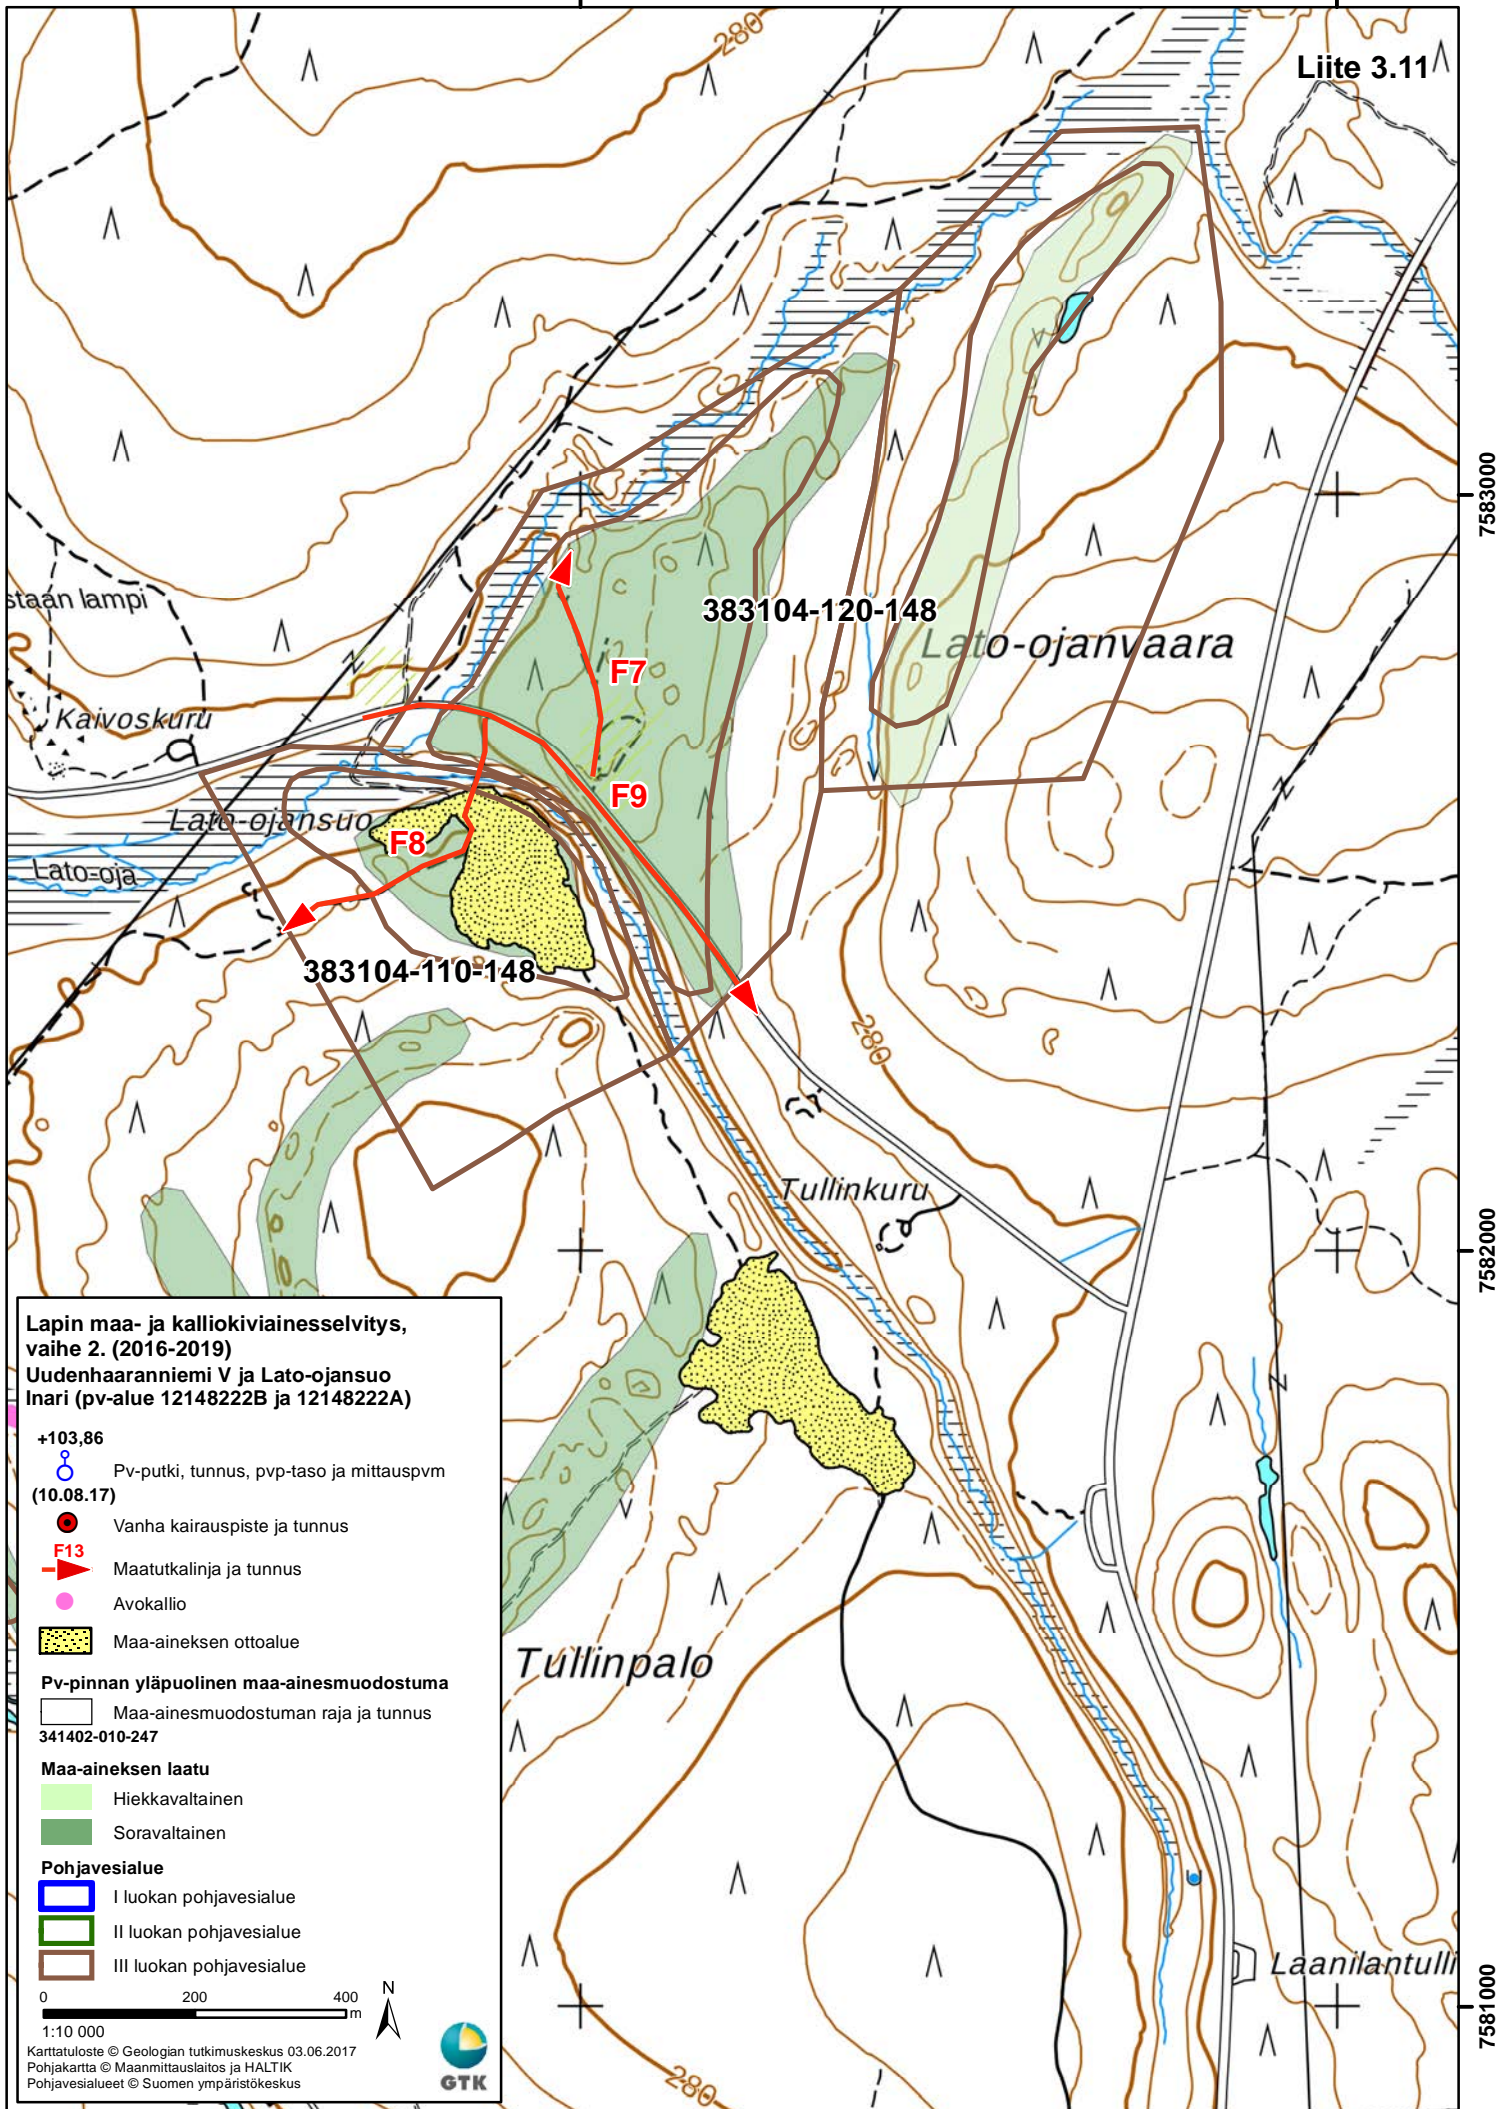 280
Liite 3.11
7583000
staan lampi
383104-120-148
Lato-ojanvaara
F7
Kaivoskuru
F9
Lato-ojansuo
F8
Lato-oja
383104-110-148
280
Tullinkuru
7582000
Lapin maa- ja kalliokiviainesselvitys,
vaihe 2. (2016-2019)
Uudenhaaranniemi V ja Lato-ojansuo
Inari (pv-alue 12148222B ja 12148222A)
+103,86
Pv-putki, tunnus, pvp-taso ja mittauspvm
(10.08.17)
Vanha kairauspiste ja tunnus
F13
Maatutkalinja ja tunnus
Avokallio
Maa-aineksen ottoalue
Tullinpalo
Pv-pinnan yläpuolinen maa-ainesmuodostuma
Maa-ainesmuodostuman raja ja tunnus
341402-010-247
Maa-aineksen laatu
Hiekkavaltainen
Soravaltainen
Pohjavesialue
I luokan pohjavesialue
II luokan pohjavesialue
III luokan pohjavesialue
Laanilantulli
0 200 400
m
N
1:10 000
7581000
Karttatuloste © Geologian tutkimuskeskus 03.06.2017
Pohjakartta © Maanmittauslaitos ja HALTIK
Pohjavesialueet © Suomen ympäristökeskus
GTK
280